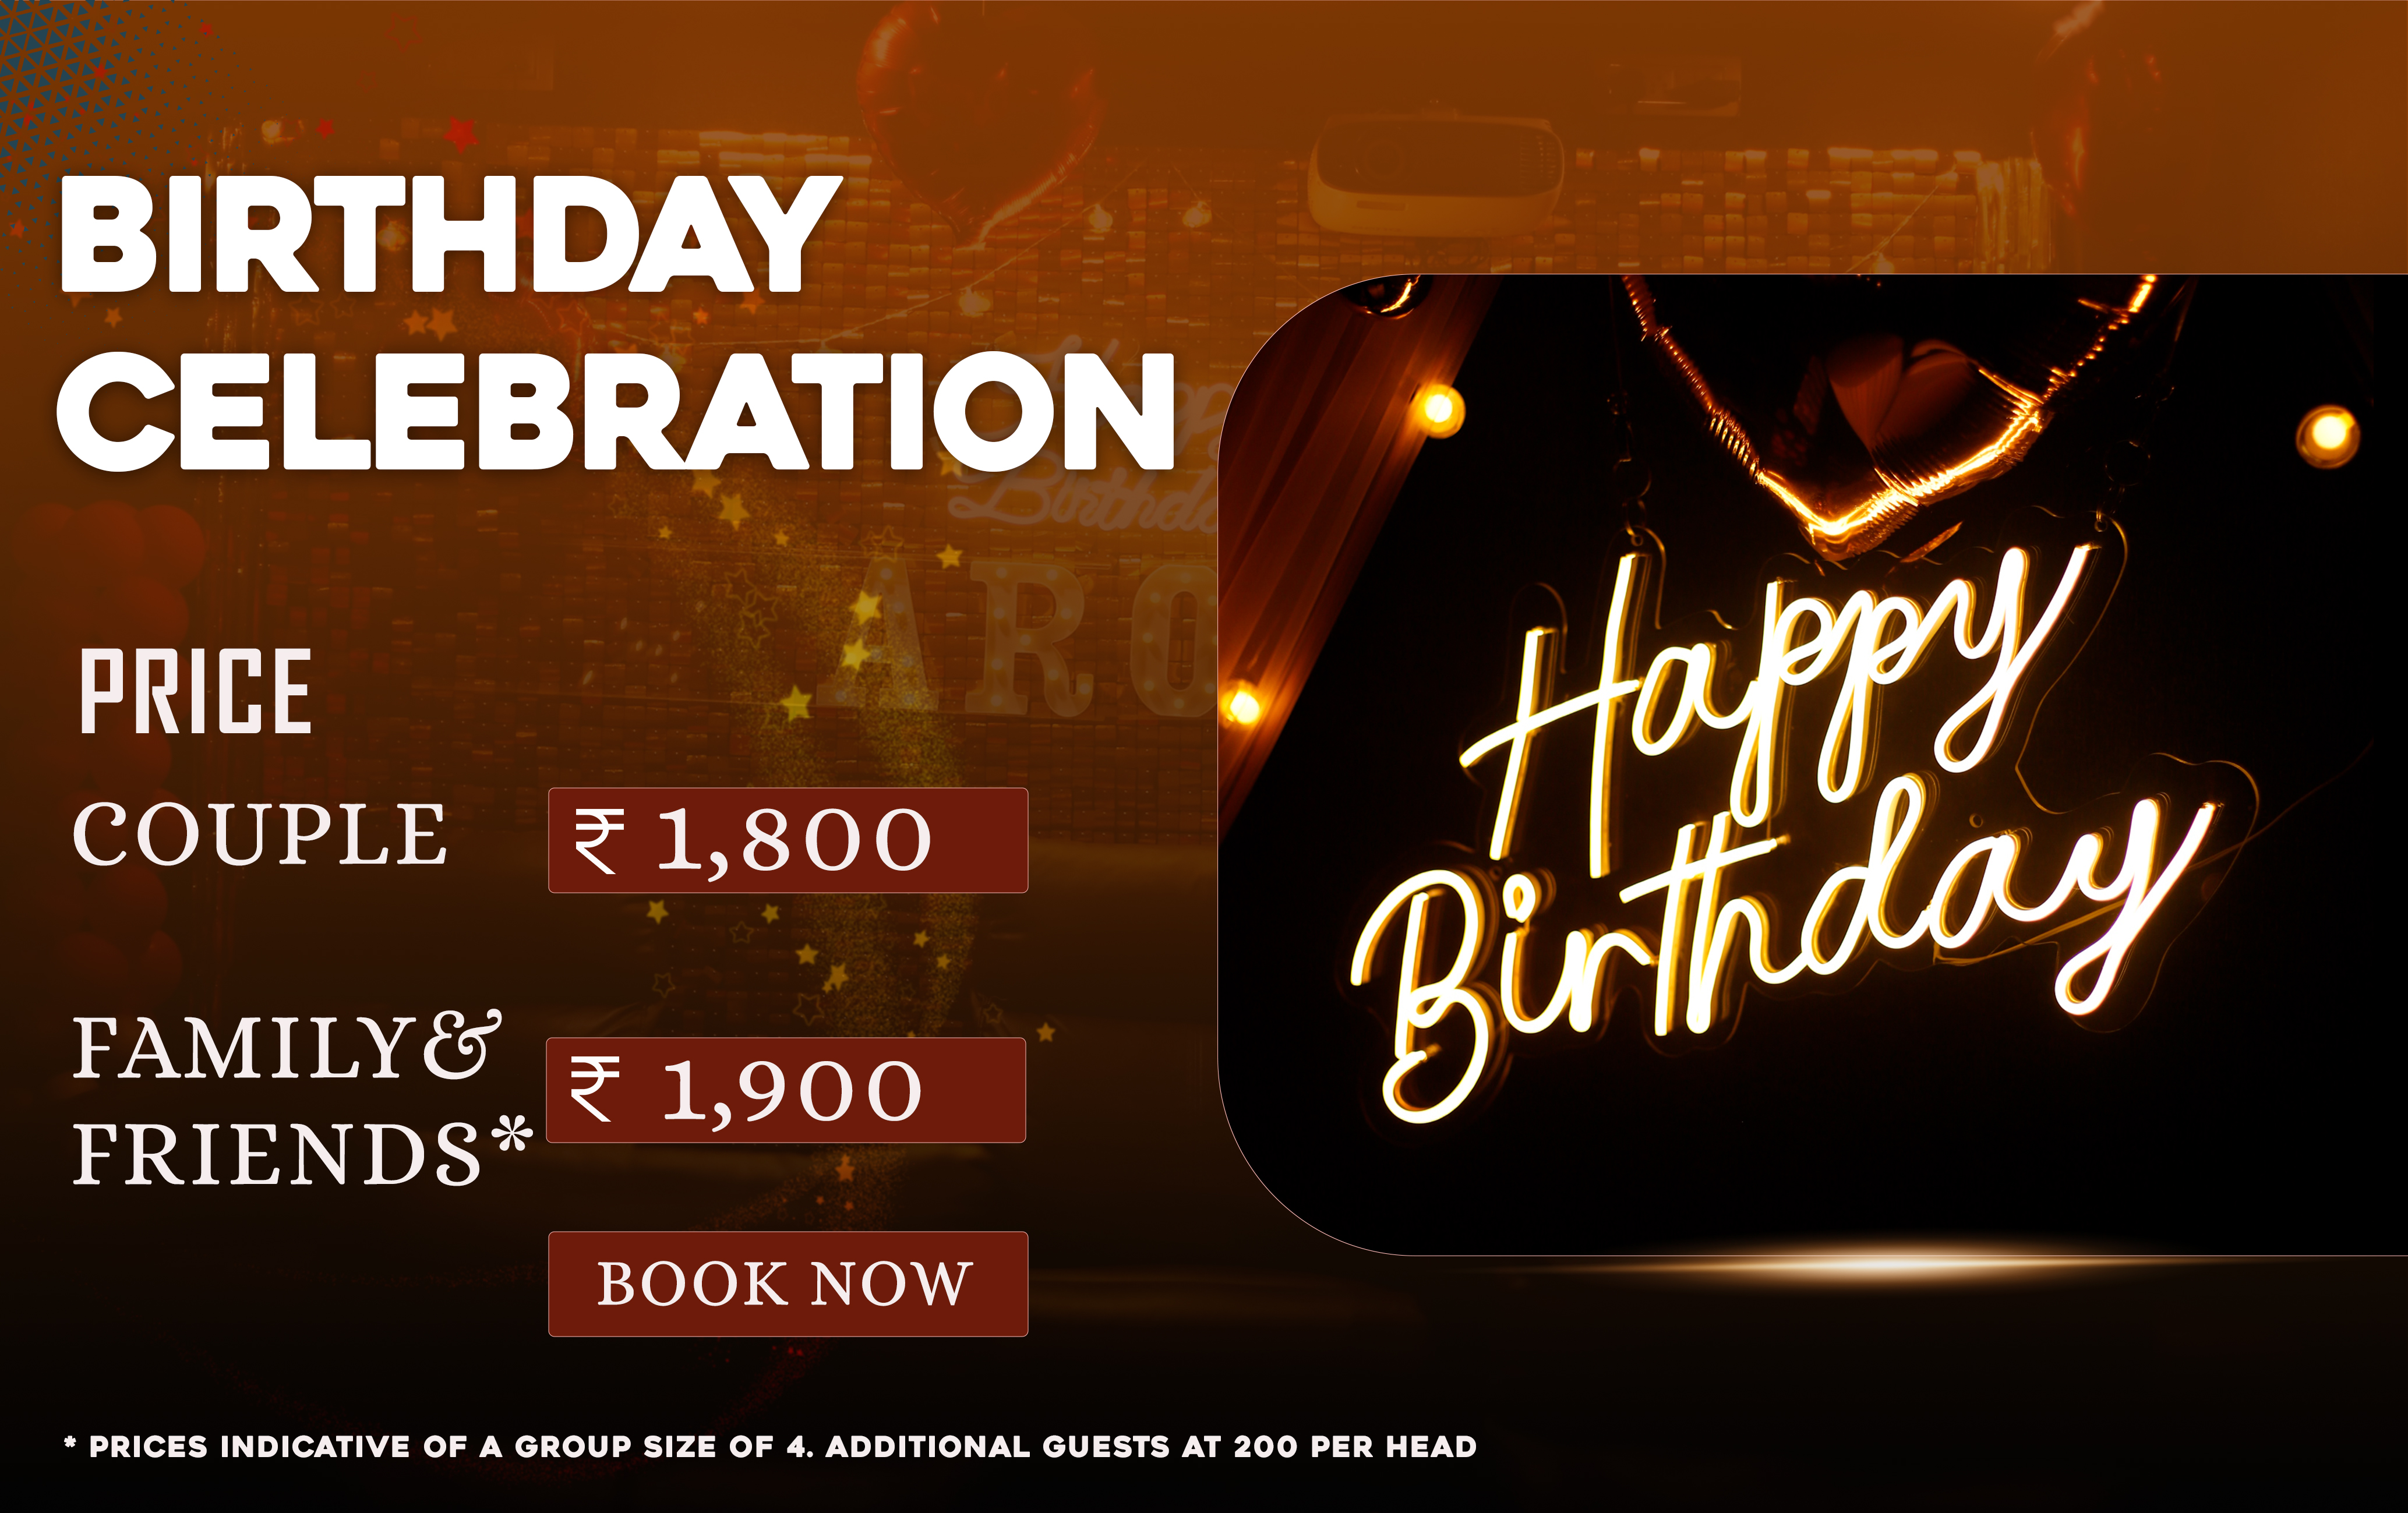 BIRTHDAY
CELEBRATION
PRICE
COUPLE ₹ 1,800
FAMILY&
FRIENDS* ₹ 1,900
BOOK NOW
* PRICES INDICATIVE OF A GROUP SIZE OF 4. ADDITIONAL GUESTS AT 200 PER HEAD
Happy
Birthday